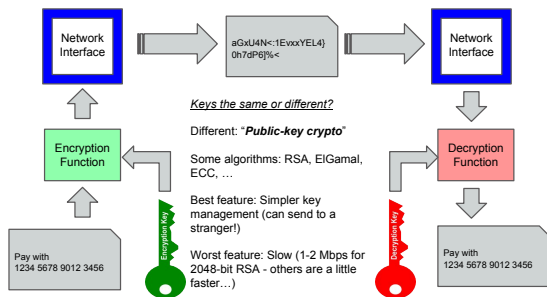 Network
Interface
aGxU4N<:1EvxxYEL4}
0h7dP6]%<
Network
Interface
Keys the same or different?
Different: “Public-key crypto”
Some algorithms: RSA, ElGamal,
ECC, …
Best feature: Simpler key
management (can send to a
stranger!)
Worst feature: Slow (1-2 Mbps for
2048-bit RSA - others are a little
faster…)
Encryption
Function
Decryption
Function
Encryption Key
Decryption Key
Pay with
1234 5678 9012 3456
Pay with
1234 5678 9012 3456